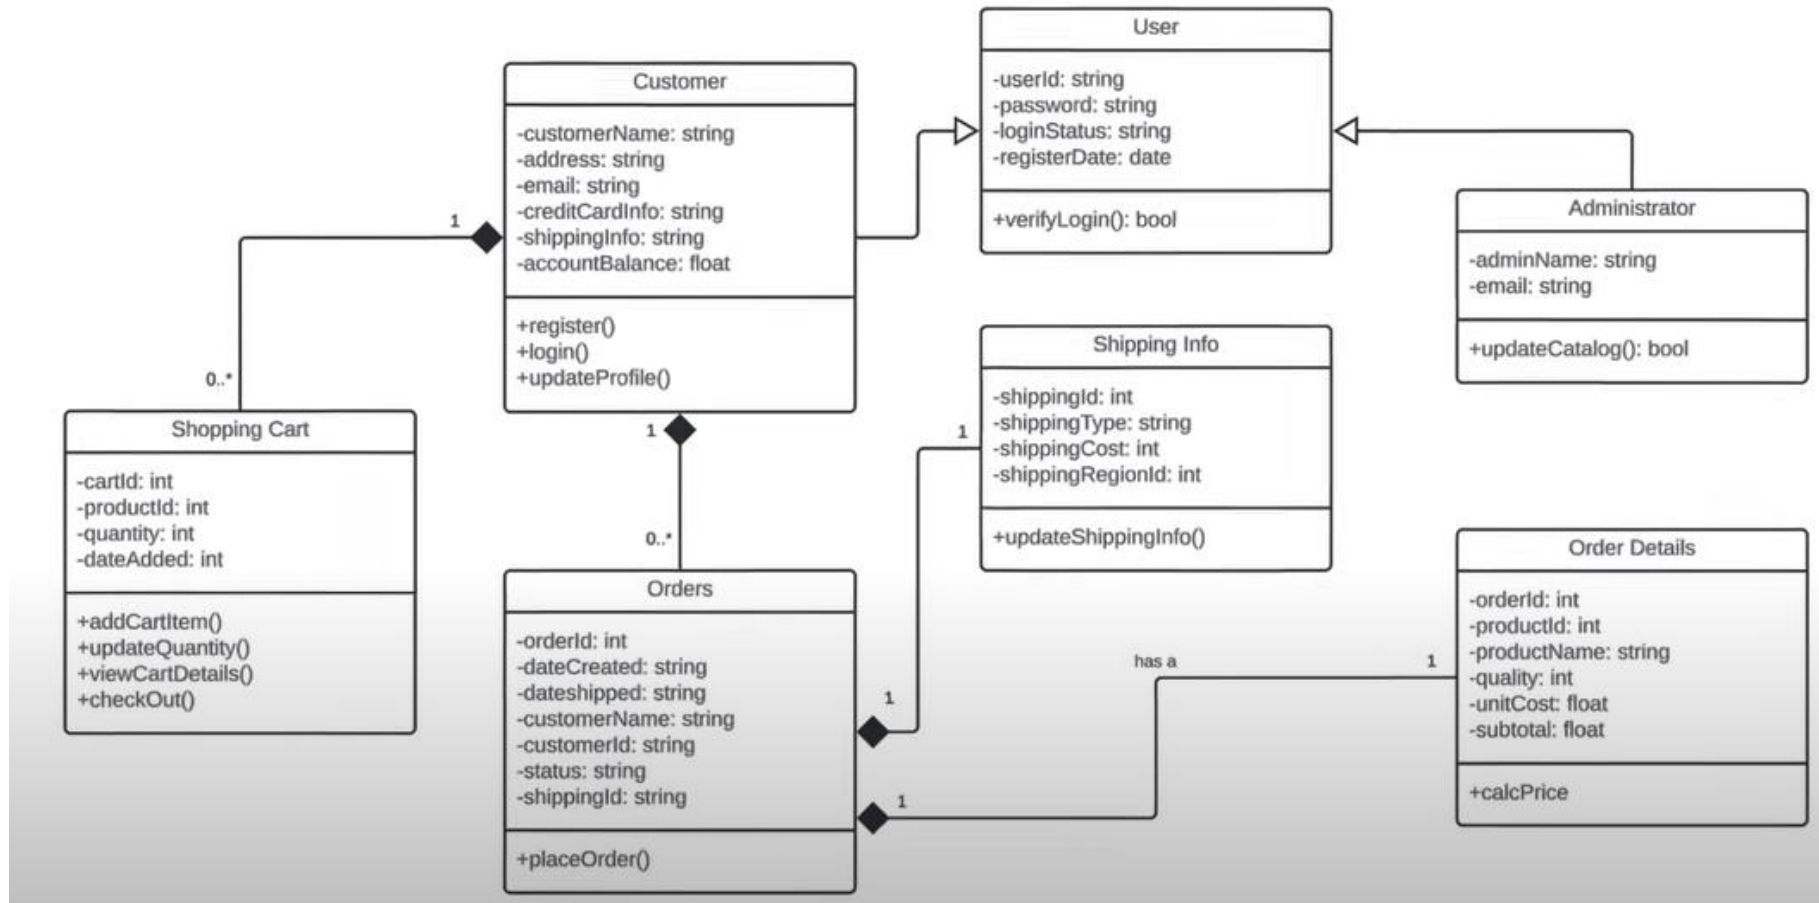 User
-userId: string
-password: string
-loginStatus: string
-registerDate: date
+verifyLogin(): bool
Customer
-customerName: string
-address: string
-email: string
-creditCardInfo: string
-shippingInfo: string
-accountBalance: float
+register()
+login()
+updateProfile()
Administrator
-adminName: string
-email: string
+updateCatalog(): bool
1
0..*
Shopping Cart
-cartId: int
-productId: int
-quantity: int
-dateAdded: int
+addCartItem()
+updateQuantity()
+viewCartDetails()
+checkOut()
1
0..*
Orders
-orderId: int
-dateCreated: string
-dateshipped: string
-customerName: string
-customerId: string
-status: string
-shippingId: string
+placeOrder()
1
1
Shipping Info
-shippingId: int
-shippingType: string
-shippingCost: int
-shippingRegionId: int
+updateShippingInfo()
1
has a
1
Order Details
-orderId: int
-productId: int
-productName: string
-quality: int
-unitCost: float
-subtotal: float
+calcPrice